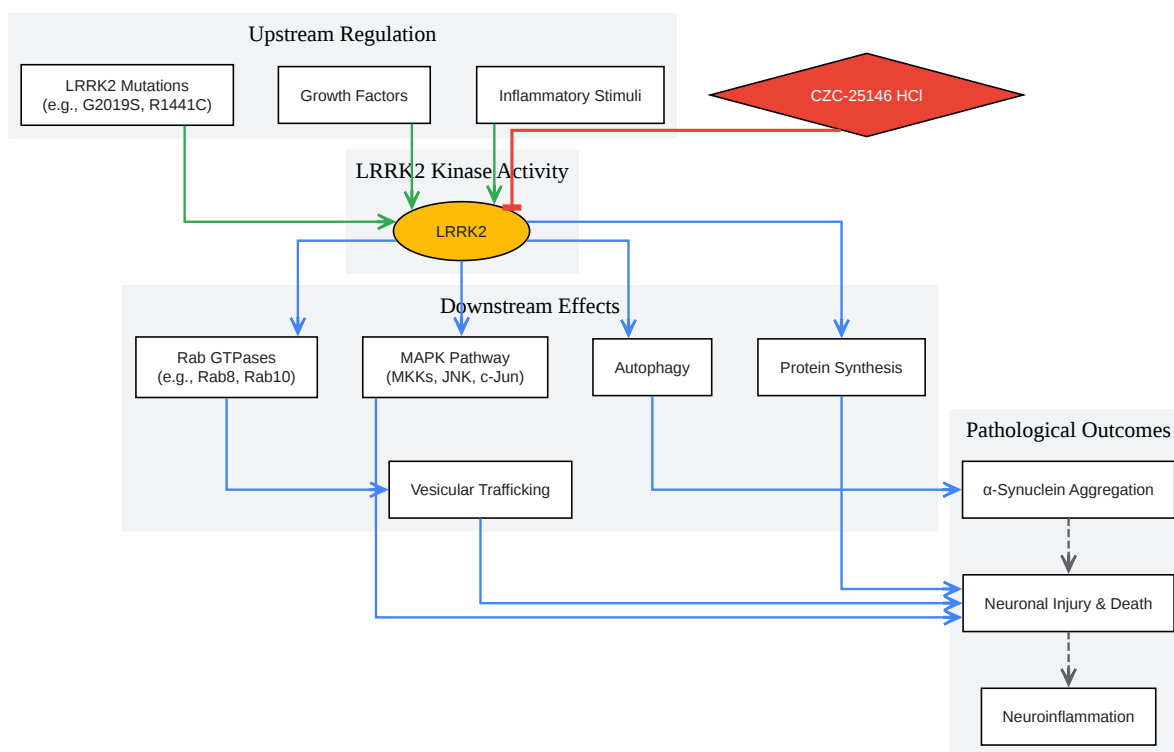 Upstream Regulation
LRRK2 Mutations
(e.g., G2019S, R1441C)
Growth Factors
Inflammatory Stimuli
CZC-25146 HCl
LRRK2 Kinase Activity
LRRK2
Downstream Effects
Rab GTPases
(e.g., Rab8, Rab10)
MAPK Pathway
(MKKs, JNK, c-Jun)
Autophagy
Protein Synthesis
Pathological Outcomes
Vesicular Trafficking
α-Synuclein Aggregation
Neuronal Injury & Death
Neuroinflammation